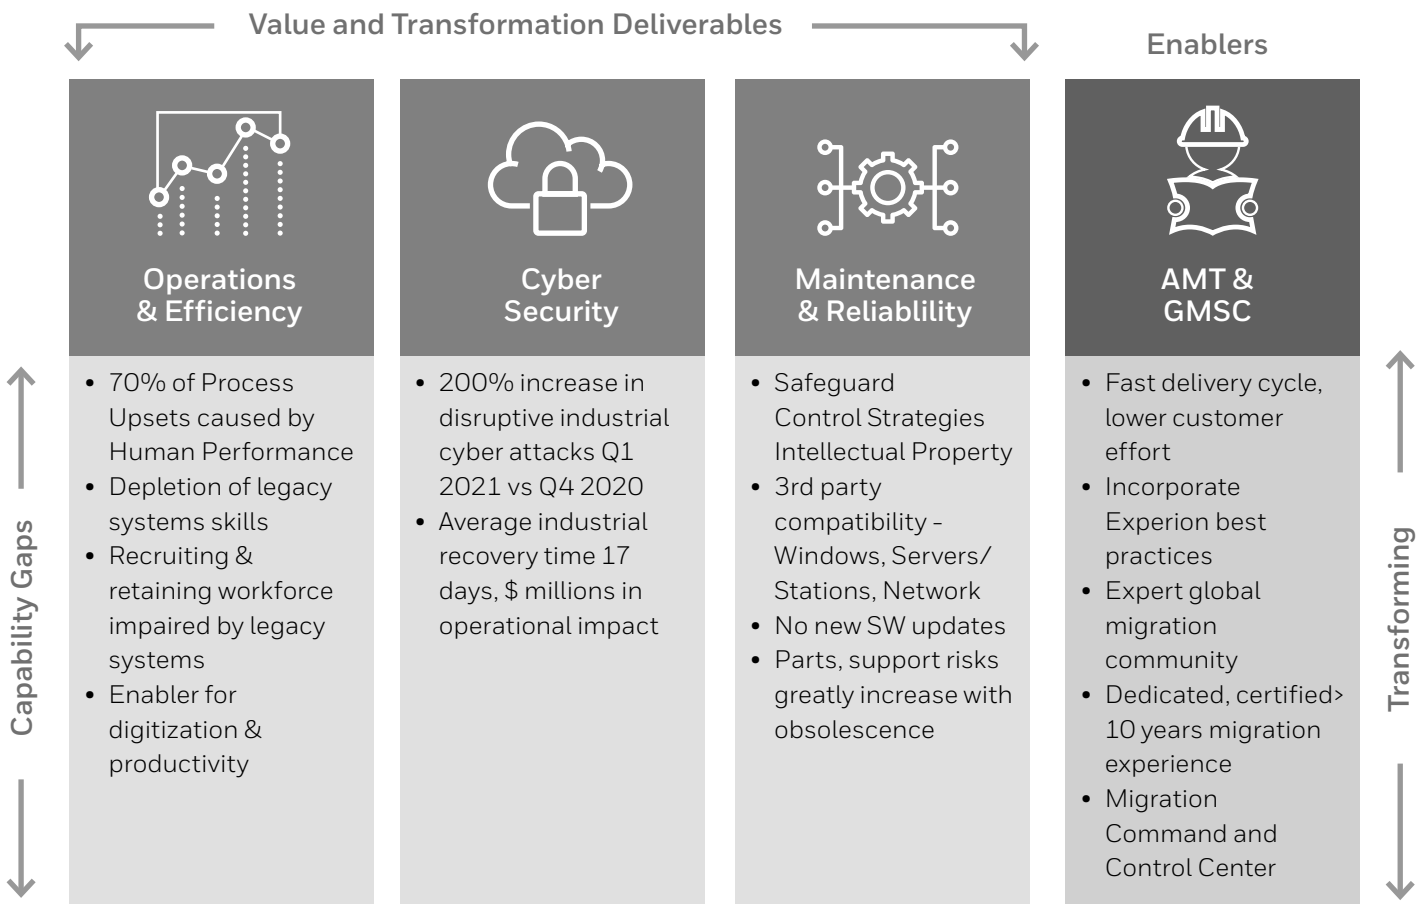 Value and Transformation Deliverables
Enablers
Operations
& Efficiency
• 70% of Process
Upsets caused by
Human Performance
• Depletion of legacy
systems skills
• Recruiting &
retaining workforce
impaired by legacy
systems
• Enabler for
digitization &
productivity
Cyber
Security
• 200% increase in
disruptive industrial
cyber attacks Q1
2021 vs Q4 2020
• Average industrial
recovery time 17
days, $ millions in
operational impact
Maintenance
& Reliablility
• Safeguard
Control Strategies
Intellectual Property
• 3rd party
compatibility -
Windows, Servers/
Stations, Network
• No new SW updates
• Parts, support risks
greatly increase with
obsolescence
AMT &
GMSC
• Fast delivery cycle,
lower customer
effort
• Incorporate
Experion best
practices
• Expert global
migration
community
• Dedicated, certified>
10 years migration
experience
• Migration
Command and
Control Center
Capability Gaps
Transforming